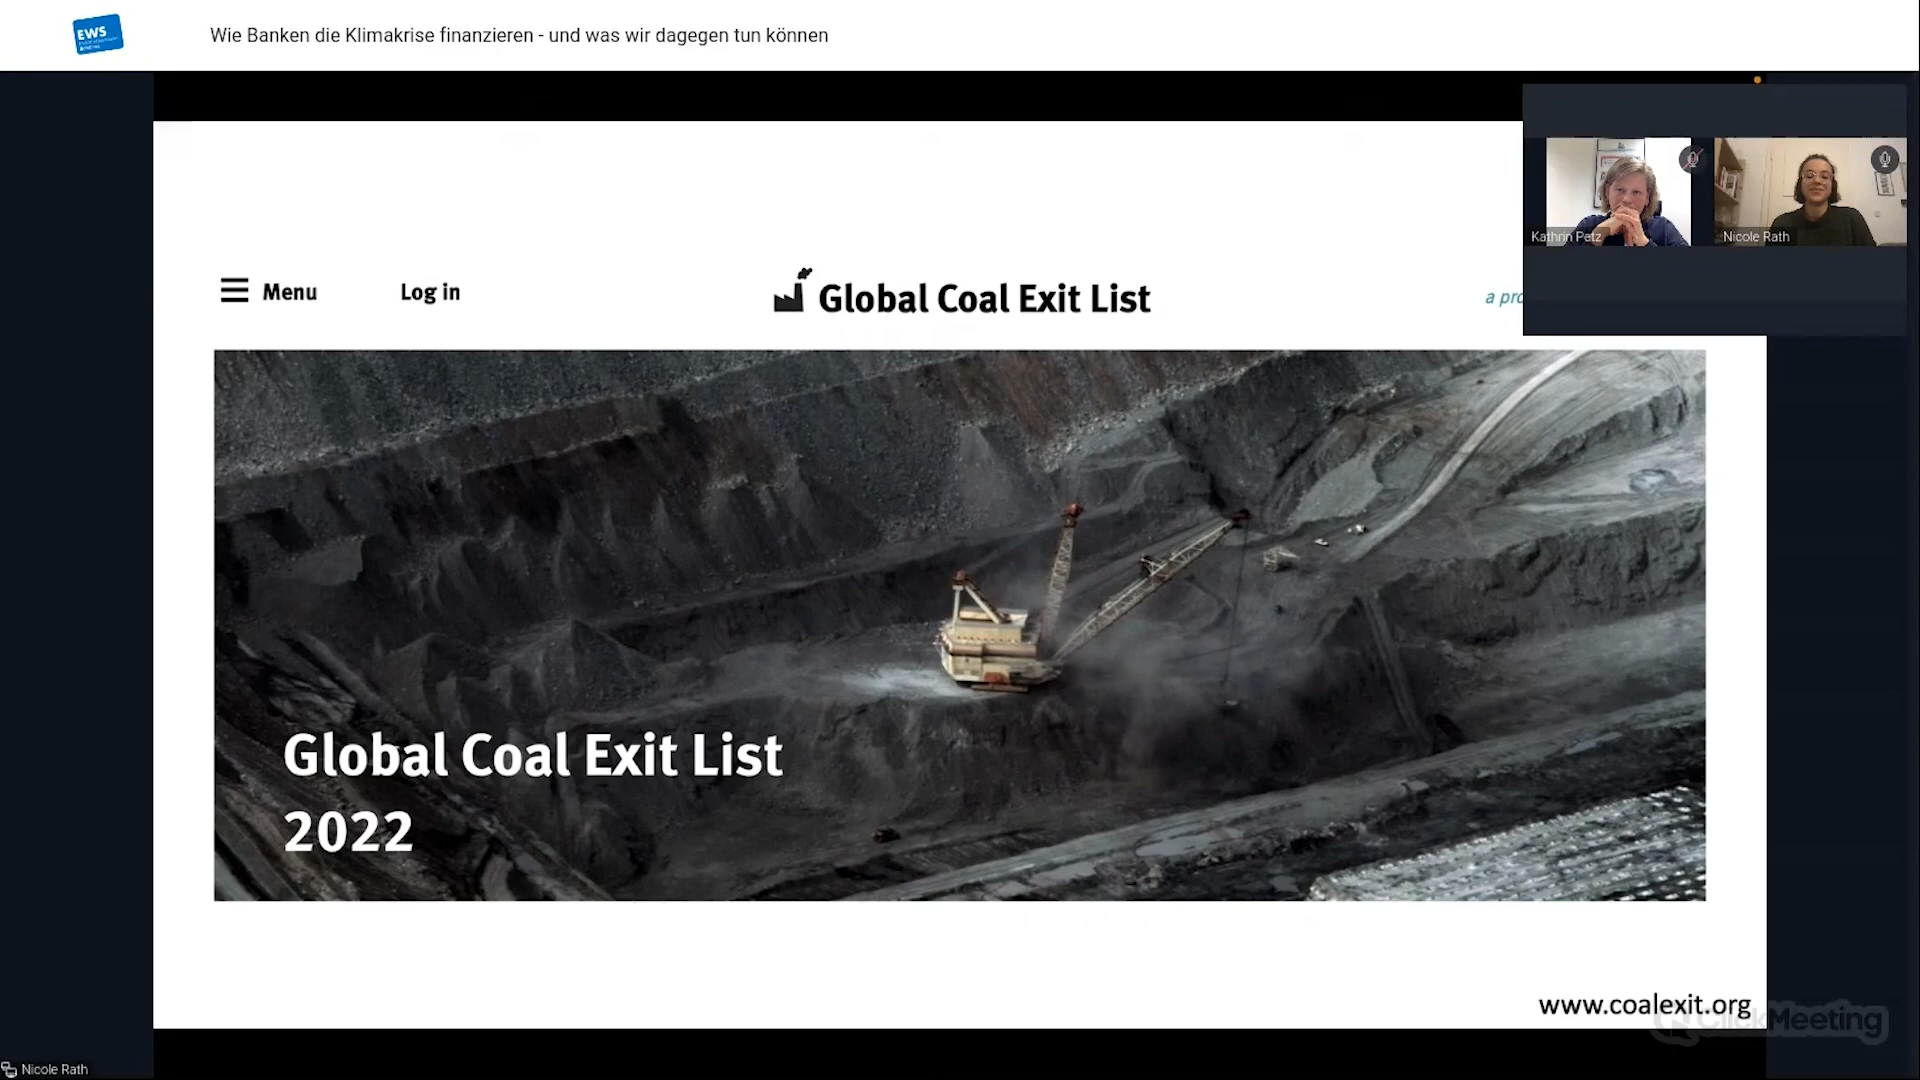 EWS
Wie Banken die Klimakrise finanzieren - und was wir dagegen tun können
Kathrin Petz
Nicole Rath
Menu
Log in
Global Coal Exit List
a pro
Global Coal Exit List
2022
www.coalexit.org
ClickMeeting
Nicole Rath